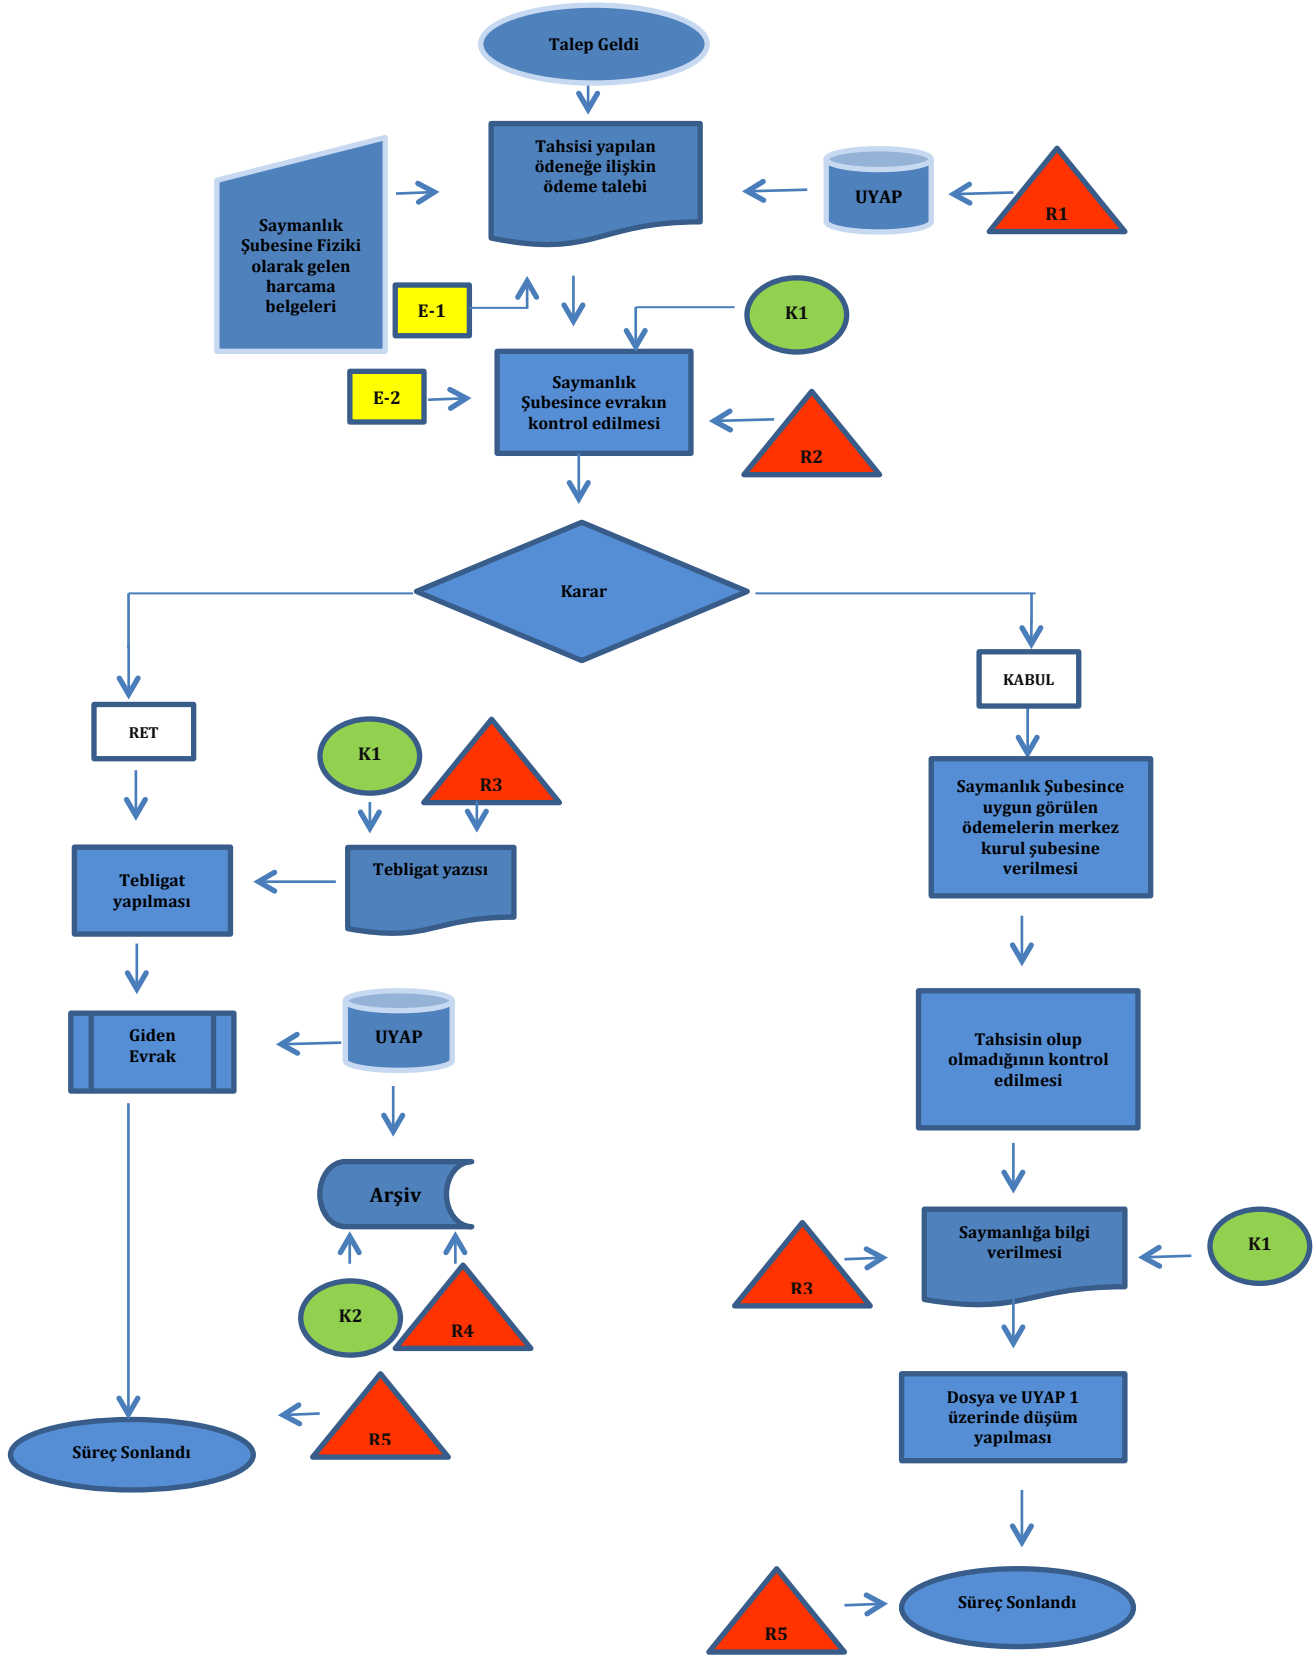 Talep Geldi
Tahsisi yapılan
ödeneğe ilişkin
ödeme talebi
UYAP
R1
Saymanlık
Şubesine Fiziki
olarak gelen
harcama
belgeleri
E-1
K1
E-2
Saymanlık
Şubesince evrakın
kontrol edilmesi
R2
Karar
RET
KABUL
K1
R3
Tebligat
yapılması
Tebligat yazısı
Saymanlık Şubesince
uygun görülen
ödemelerin merkez
kurul şubesine
verilmesi
Giden
Evrak
UYAP
Tahsisin olup
olmadığının kontrol
edilmesi
Arşiv
K2
R4
Saymanlığa bilgi
verilmesi
R3
K1
R5
Süreç Sonlandı
Dosya ve UYAP 1
üzerinde düşüm
yapılması
R5
Süreç Sonlandı